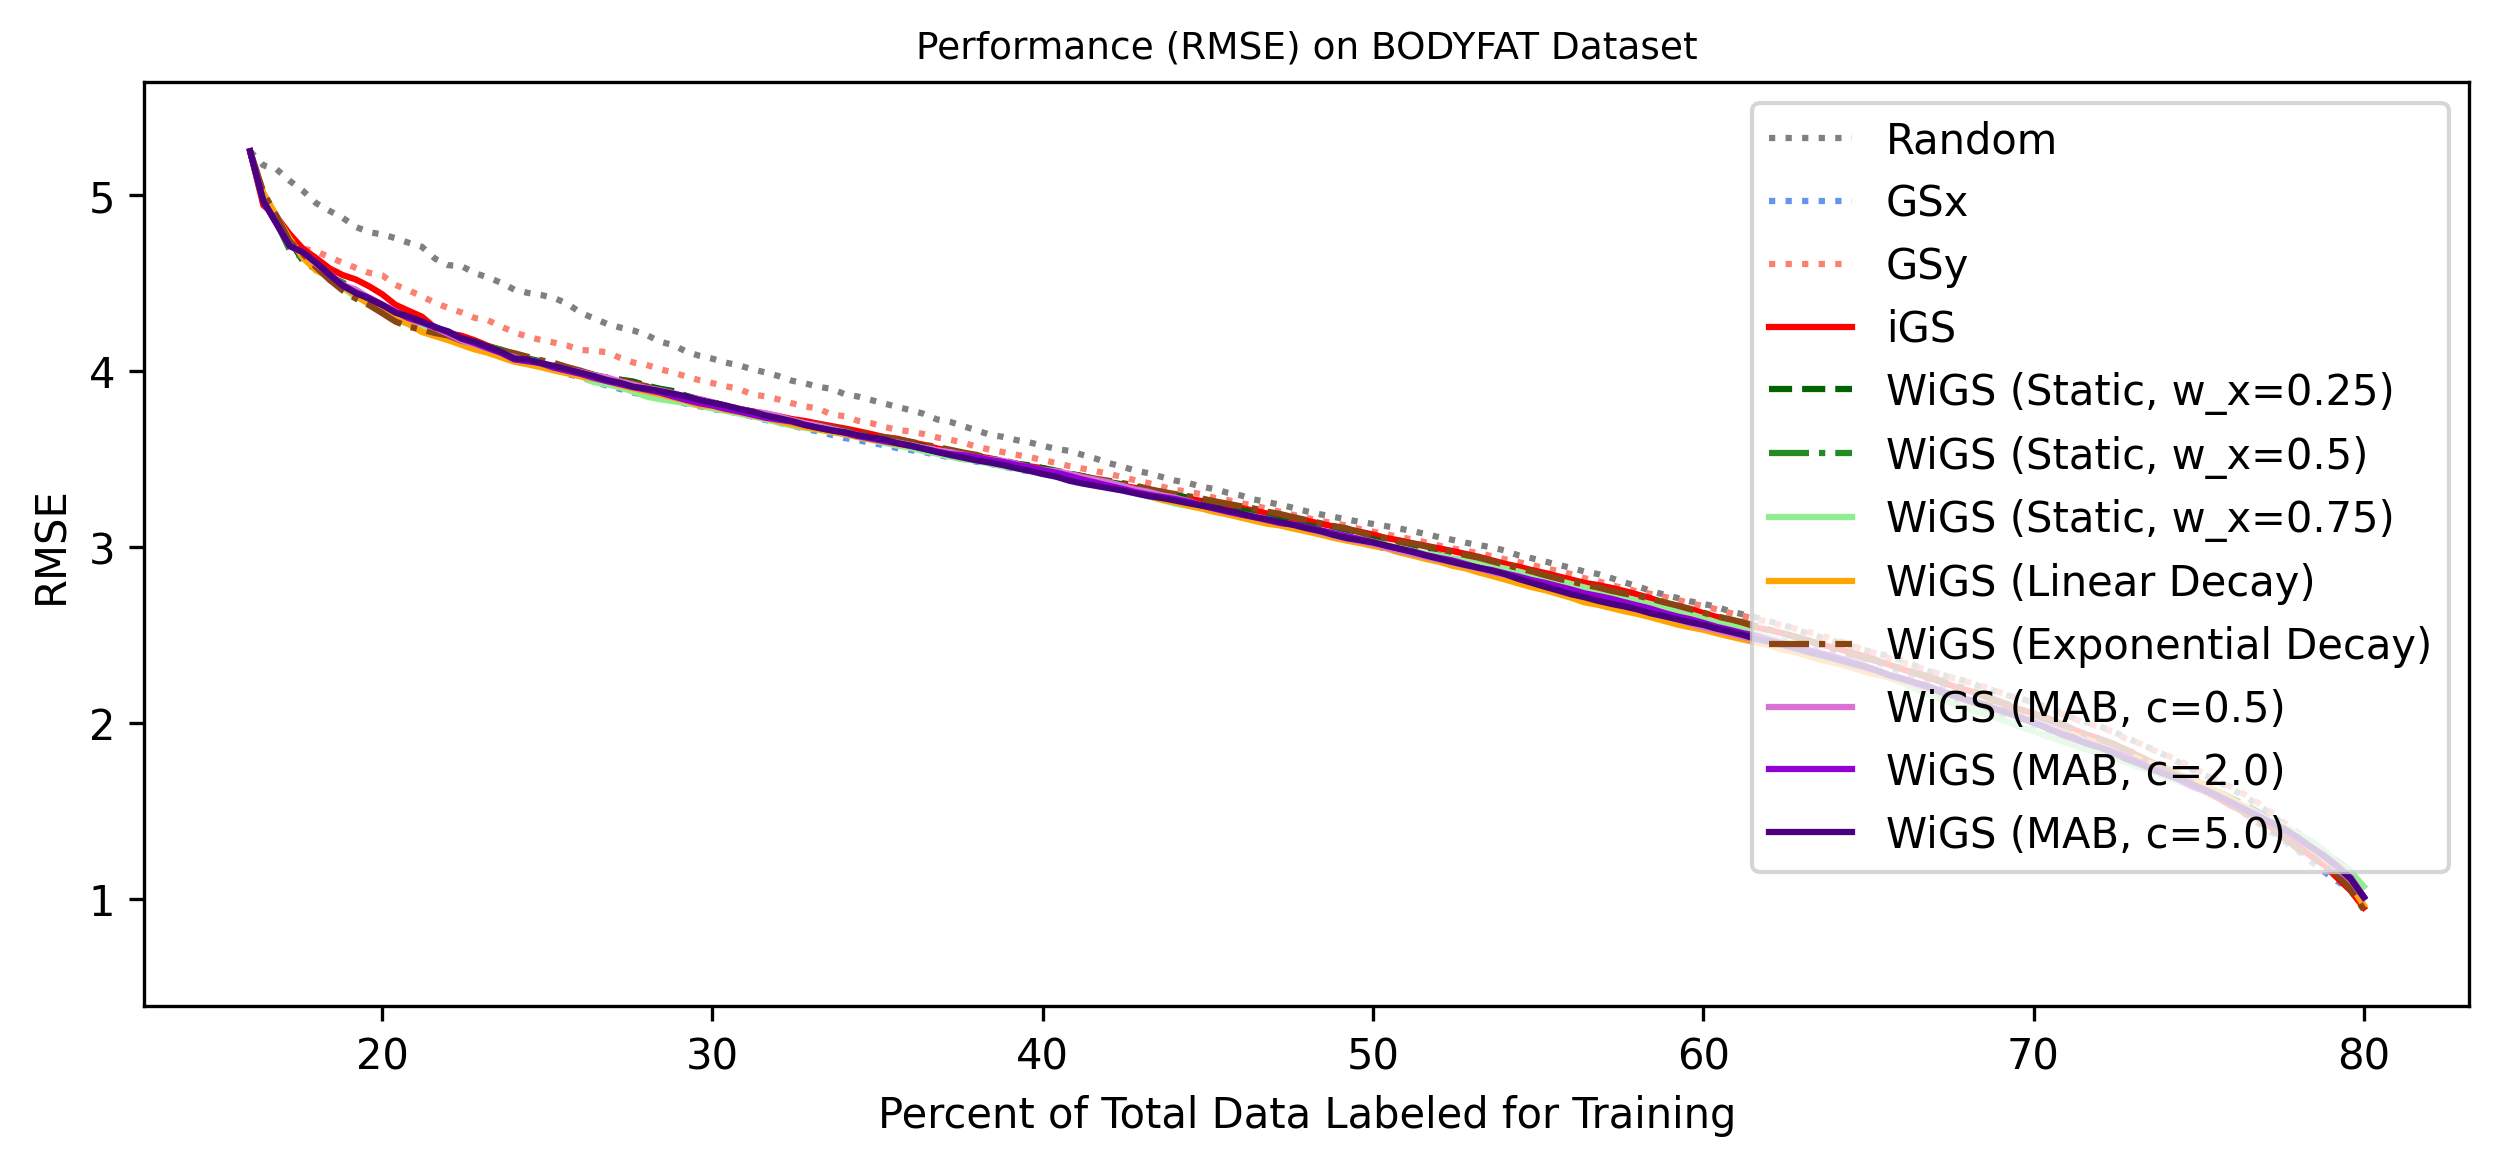 Performance (RMSE) on BODYFAT Dataset
RMSE
5
4
3
2
1
Random
GSx
GSy
iGS
WiGS (Static, w_x=0.25)
WiGS (Static, w_x=0.5)
WiGS (Static, w_x=0.75)
WiGS (Linear Decay)
WiGS (Exponential Decay)
WiGS (MAB, c=0.5)
WiGS (MAB, c=2.0)
WiGS (MAB, c=5.0)
20 30 40 50 60 70 80
Percent of Total Data Labeled for Training